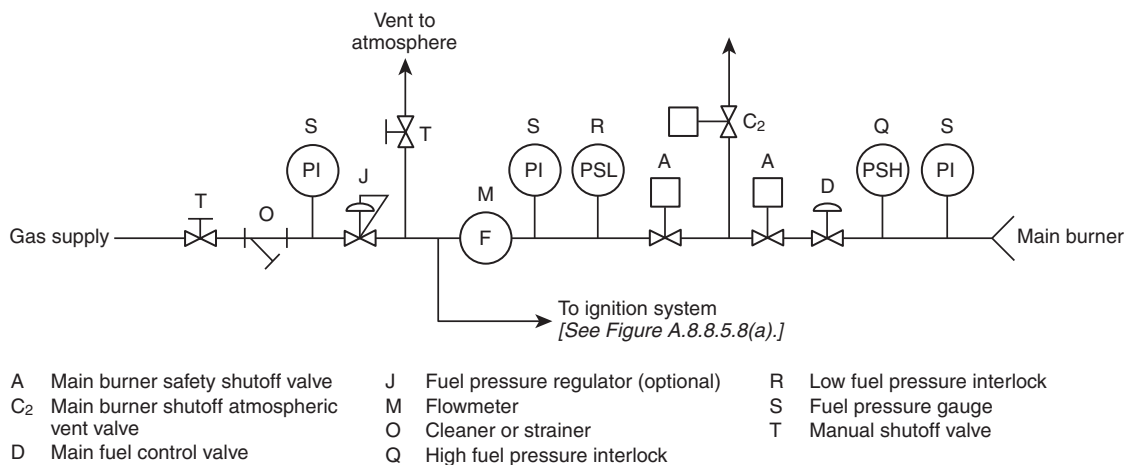 Vent to
atmosphere
S
T
S
R
C2
Q
S
PI
J
M
PI
PSL
A
A
D
PSH
PI
T
O
Gas supply
F
Main burner
To ignition system
[See Figure A.8.8.5.8(a).]
A Main burner safety shutoff valve
C2 Main burner shutoff atmospheric
vent valve
D Main fuel control valve
J Fuel pressure regulator (optional)
M Flowmeter
O Cleaner or strainer
Q High fuel pressure interlock
R Low fuel pressure interlock
S Fuel pressure gauge
T Manual shutoff valve